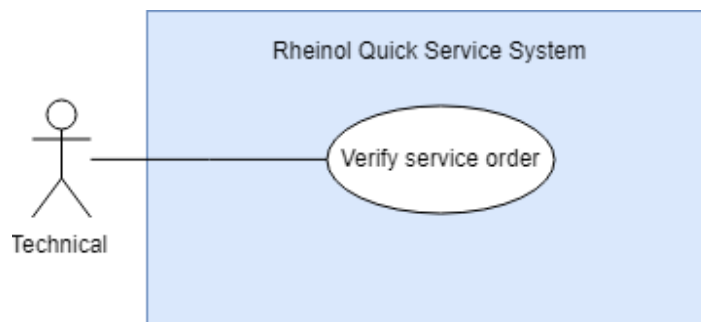 Rheinol Quick Service System
Verify service order
Technical